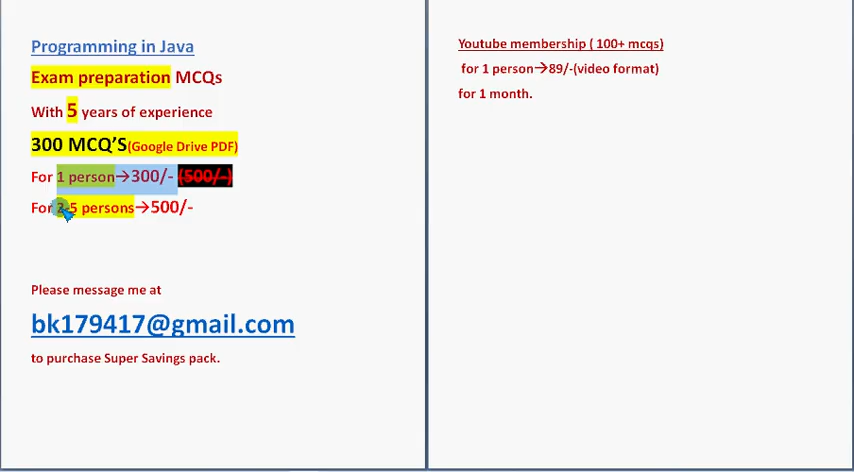 Programming in Java
Exam preparation MCQs
With 5 years of experience
300 MCQ'S(Google Drive PDF)
For 1 person→300/- (500/-)
For 2-5 persons→500/-
Please message me at
bk179417@gmail.com
to purchase Super Savings pack.
Youtube membership ( 100+ mcqs)
for 1 person→89/-(video format)
for 1 month.